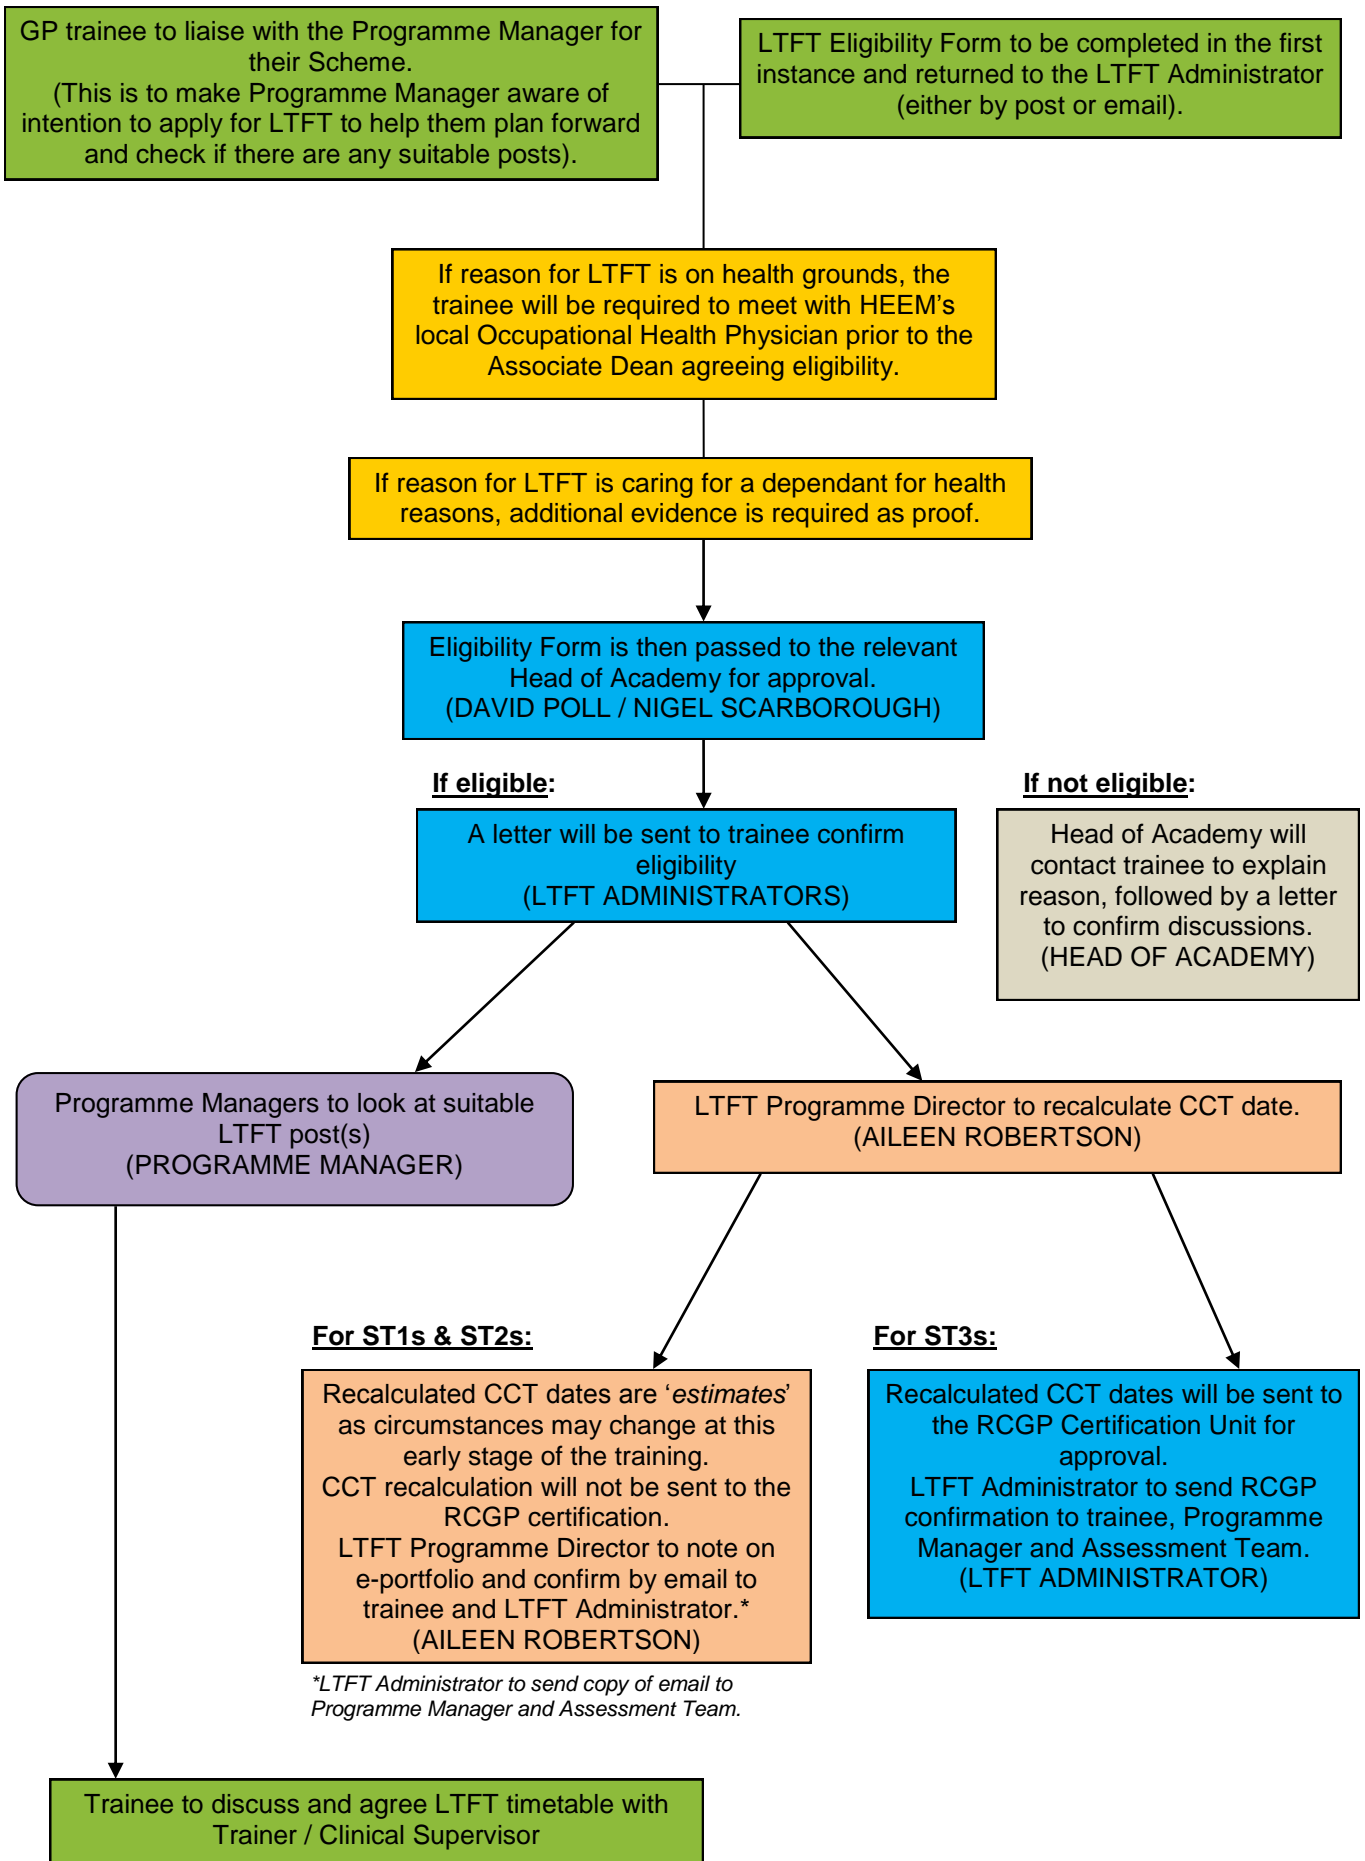 GP trainee to liaise with the Programme Manager for
their Scheme.
(This is to make Programme Manager aware of
intention to apply for LTFT to help them plan forward
and check if there are any suitable posts).
LTFT Eligibility Form to be completed in the first
instance and returned to the LTFT Administrator
(either by post or email).
If reason for LTFT is on health grounds, the
trainee will be required to meet with HEEM’s
local Occupational Health Physician prior to the
Associate Dean agreeing eligibility.
If reason for LTFT is caring for a dependant for health
reasons, additional evidence is required as proof.
Eligibility Form is then passed to the relevant
Head of Academy for approval.
(DAVID POLL / NIGEL SCARBOROUGH)
If eligible:
A letter will be sent to trainee confirm
eligibility
(LTFT ADMINISTRATORS)
If not eligible:
Head of Academy will
contact trainee to explain
reason, followed by a letter
to confirm discussions.
(HEAD OF ACADEMY)
Programme Managers to look at suitable
LTFT post(s)
(PROGRAMME MANAGER)
LTFT Programme Director to recalculate CCT date.
(AILEEN ROBERTSON)
For ST1s & ST2s:
Recalculated CCT dates are ‘estimates’
as circumstances may change at this
early stage of the training.
CCT recalculation will not be sent to the
RCGP certification.
LTFT Programme Director to note on
e-portfolio and confirm by email to
trainee and LTFT Administrator.*
(AILEEN ROBERTSON)
*LTFT Administrator to send copy of email to
Programme Manager and Assessment Team.
For ST3s:
Recalculated CCT dates will be sent to
the RCGP Certification Unit for
approval.
LTFT Administrator to send RCGP
confirmation to trainee, Programme
Manager and Assessment Team.
(LTFT ADMINISTRATOR)
Trainee to discuss and agree LTFT timetable with
Trainer / Clinical Supervisor